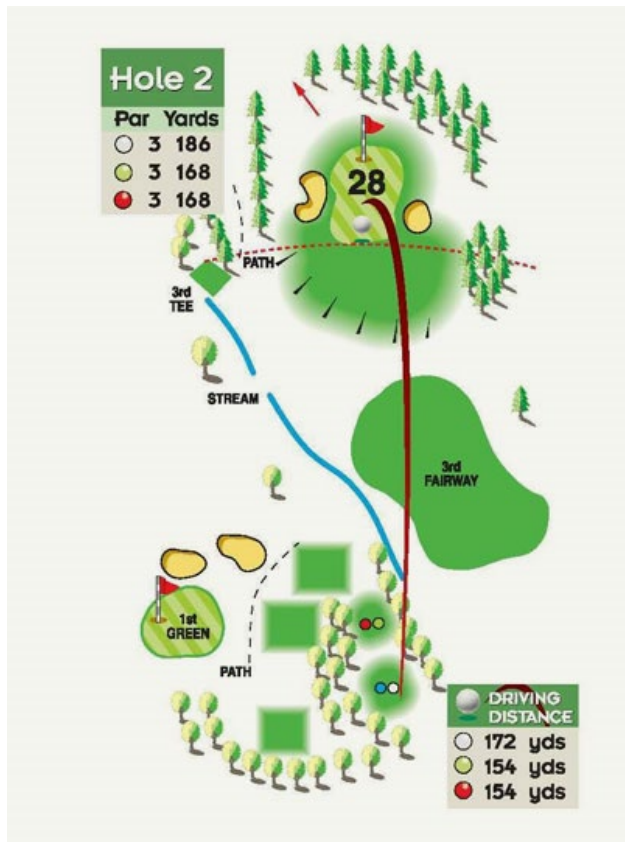 Hole 2
Par Yards
3 186
3 168
3 168
28
PATH
3rd
TEE
STREAM
3rd
FAIRWAY
1st
GREEN
PATH
DRIVING
DISTANCE
172 yds
154 yds
154 yds